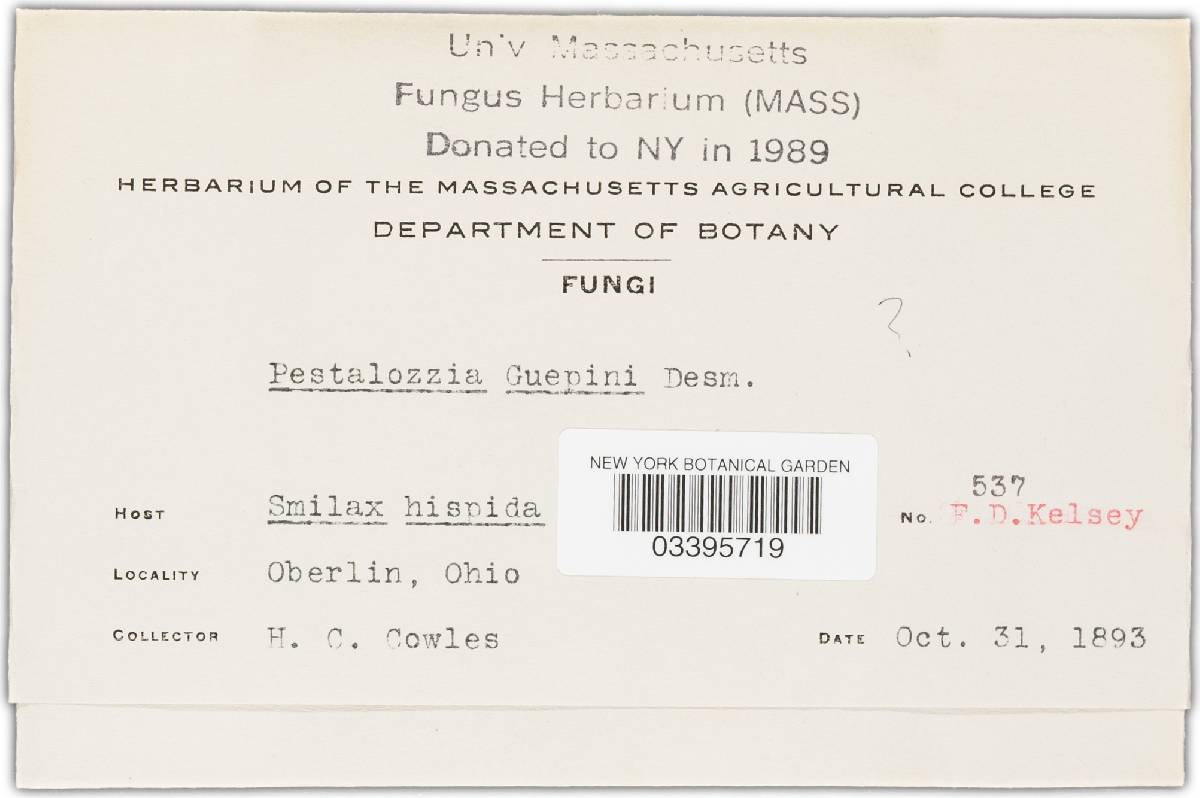 Un'v Massachusetts
Fungus Herbarium (MASS)
Donated to NY in 1989
HERBARIUM OF THE MASSACHUSETTS AGRICULTURAL COLLEGE
DEPARTMENT OF BOTANY
FUNGI
?
Pestalozzia Guepini Desm.
NEW YORK BOTANICAL GARDEN
03395719
HOST Smilax hispida
537
NO. F.D.Kelsey
LOCALITY Oberlin, Ohio
COLLECTOR H. C. Cowles
DATE Oct. 31, 1893